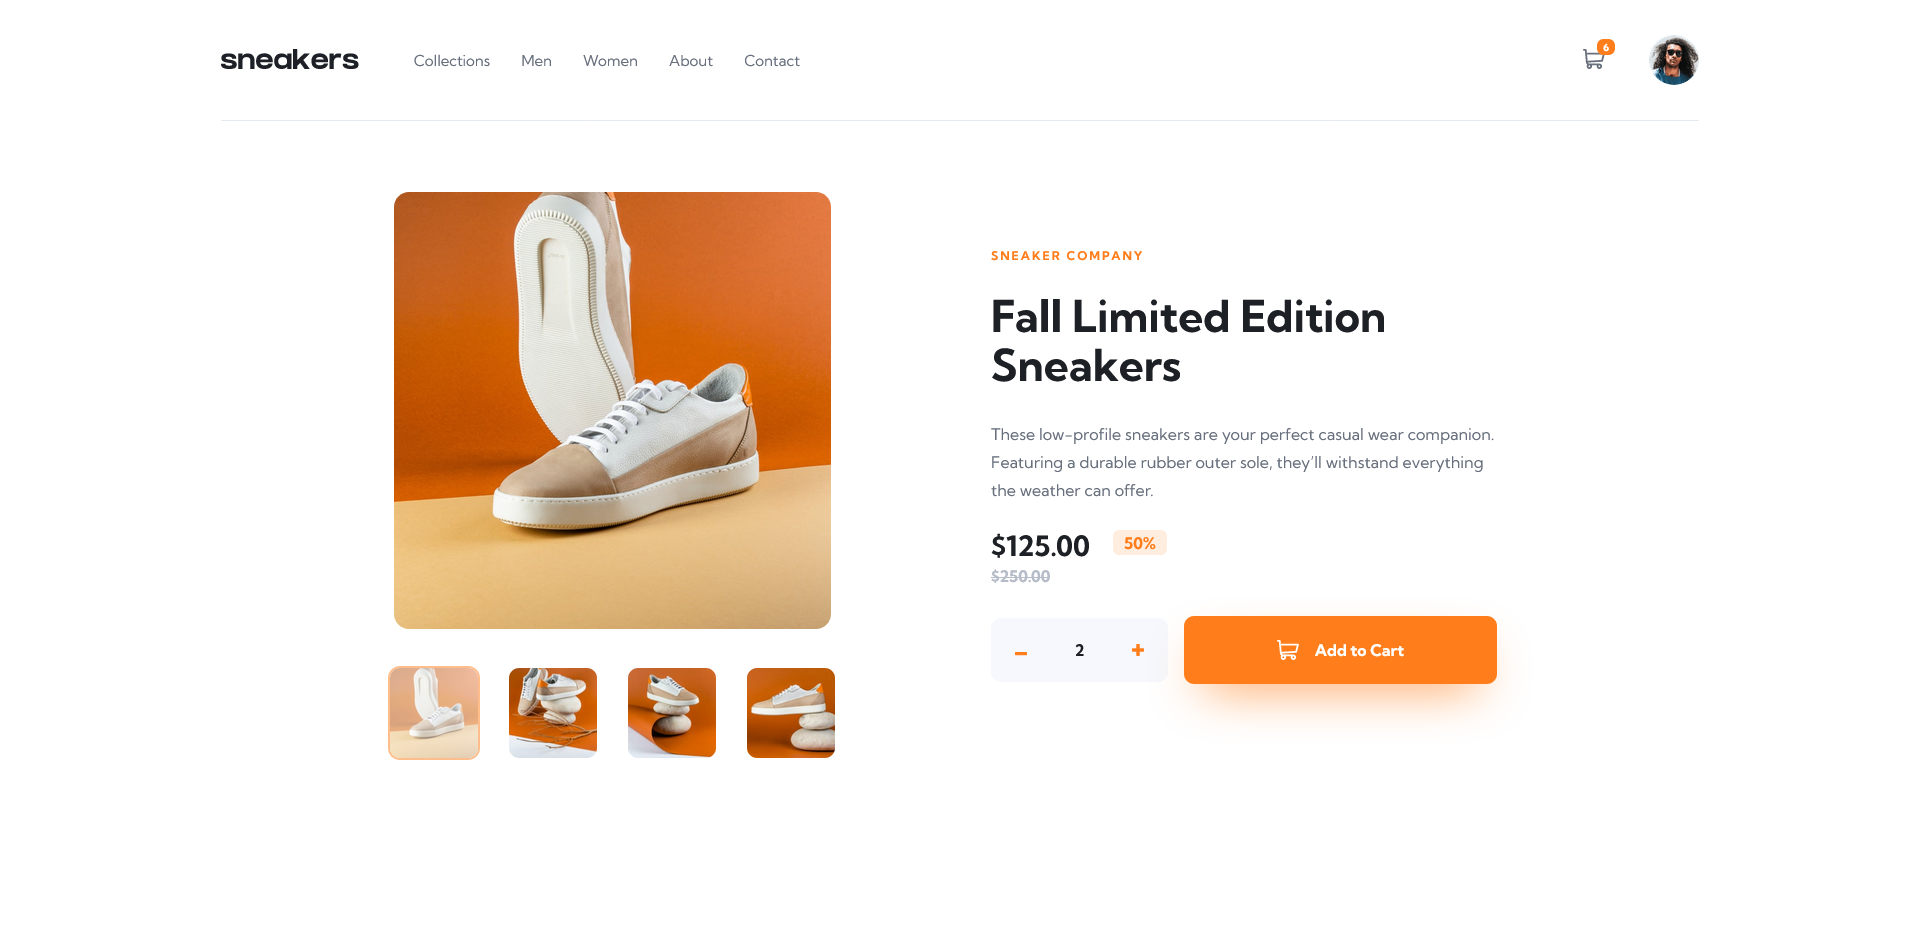 sneakers
Collections
Men
Women
About
Contact
6
SNEAKER COMPANY
Fall Limited Edition
Sneakers
These low-profile sneakers are your perfect casual wear companion.
Featuring a durable rubber outer sole, they’ll withstand everything
the weather can offer.
$125.00
50%
$250.00
2
Add to Cart